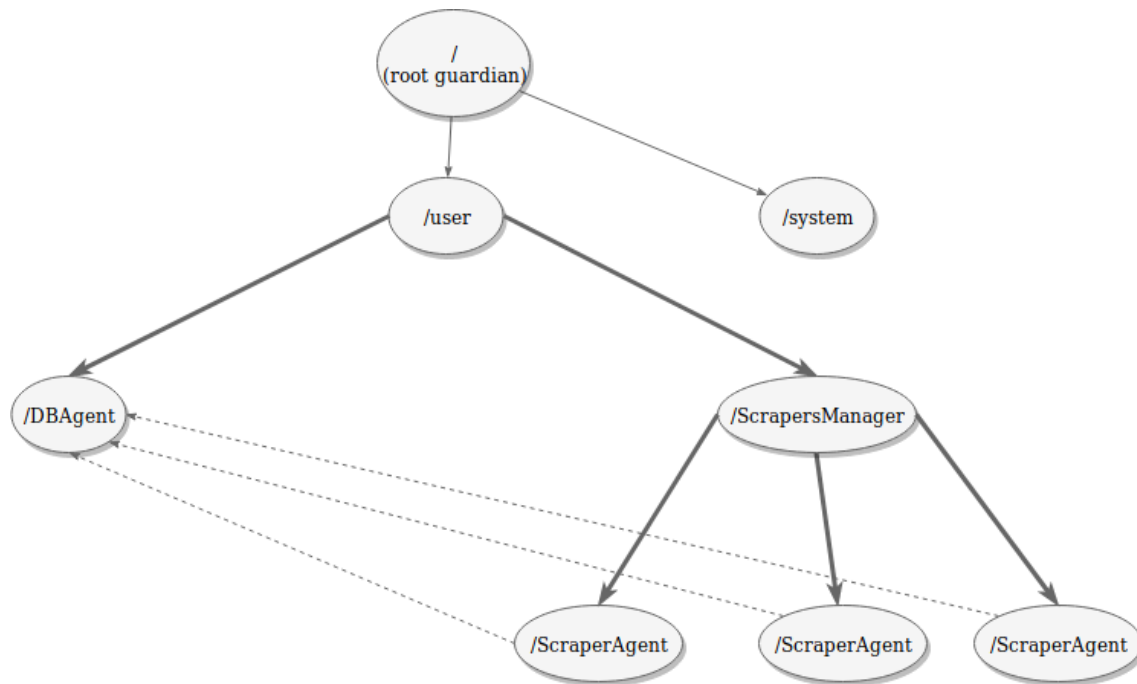 /
(root guardian)
/user
/system
/DBAgent
/ScrapersManager
/ScraperAgent
/ScraperAgent
/ScraperAgent